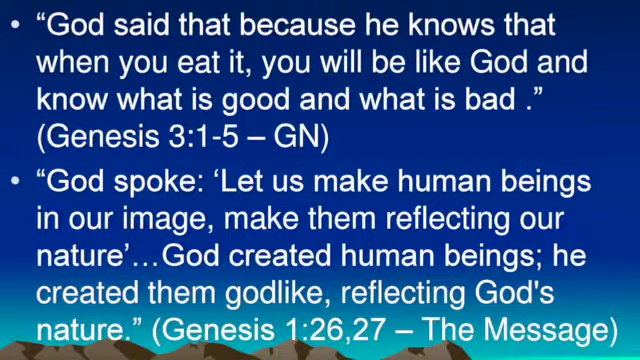 • “God said that because he knows that
when you eat it, you will be like God and
know what is good and what is bad .”
(Genesis 3:1-5 – GN)
• “God spoke: ‘Let us make human beings
in our image, make them reflecting our
nature’…God created human beings; he
created them godlike, reflecting God's
nature.” (Genesis 1:26,27 – The Message)